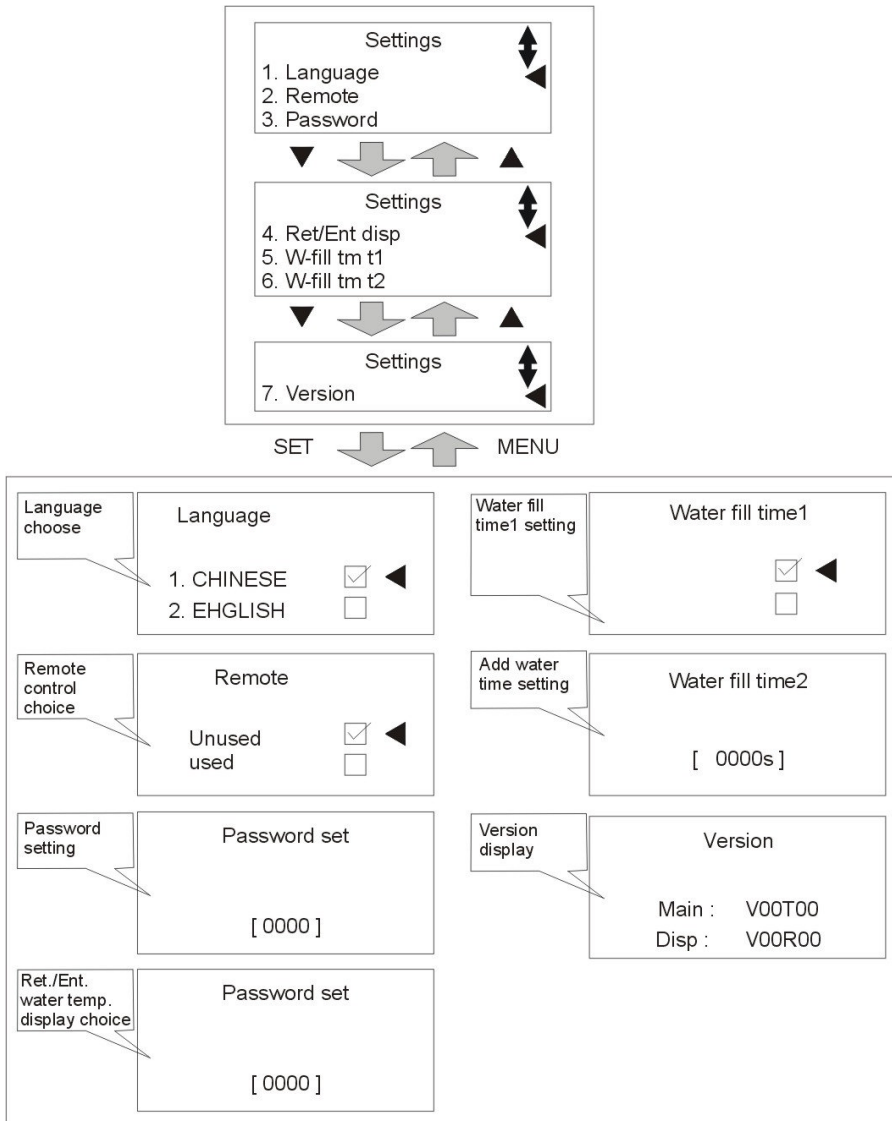 Settings
1. Language
2. Remote
3. Password
Settings
4. Ret/Ent disp
5. W-fill tm t1
6. W-fill tm t2
Settings
7. Version
SET
MENU
Language
choose
Language
1. CHINESE
2. EHGLISH
Remote
control
choice
Remote
Unused
used
Password
setting
Password set
[ 0000 ]
Ret./Ent.
water temp.
display choice
Password set
[ 0000 ]
Water fill
time1 setting
Water fill time1
Add water
time setting
Water fill time2
[ 0000s ]
Version
display
Version
Main : V00T00
Disp : V00R00